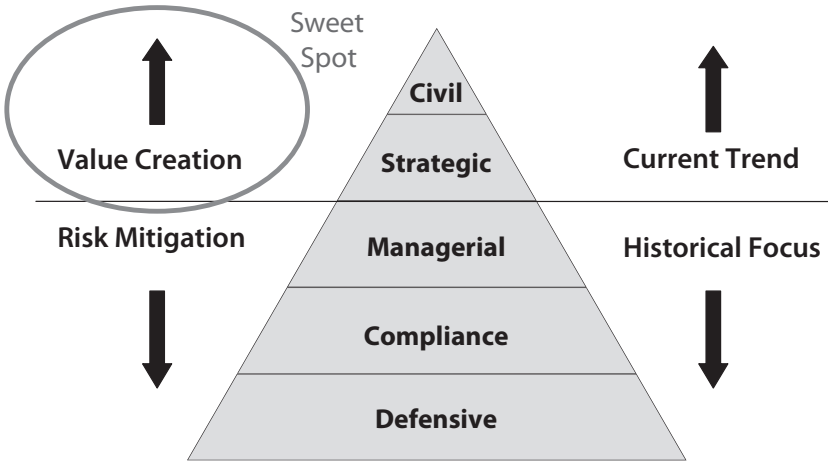 Sweet
Spot
Civil
Value Creation
Strategic
Current Trend
Risk Mitigation
Managerial
Historical Focus
Compliance
Defensive